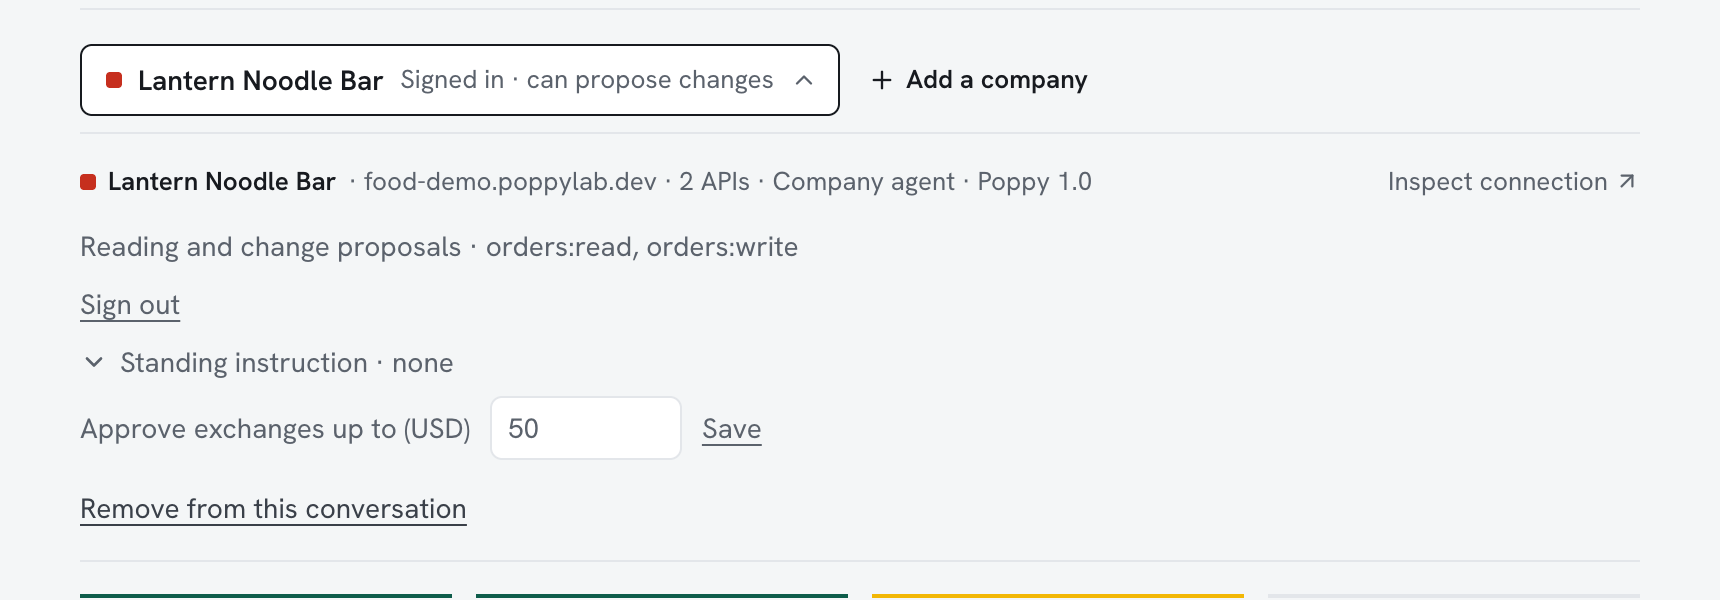 Lantern Noodle Bar Signed in · can propose changes + Add a company
Lantern Noodle Bar · food-demo.poppylab.dev · 2 APIs · Company agent · Poppy 1.0 Inspect connection ↗
Reading and change proposals · orders:read, orders:write
Sign out
Standing instruction · none
Approve exchanges up to (USD) 50 Save
Remove from this conversation